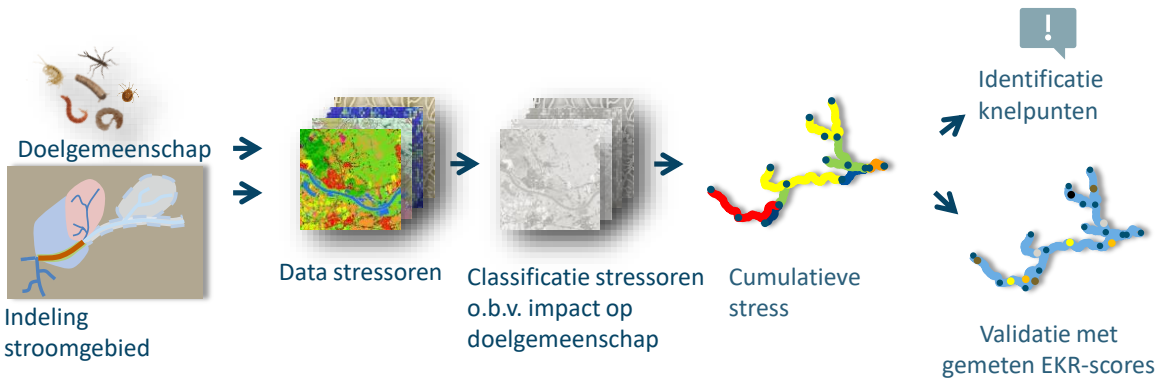 Doelgemeenschap
Indeling
stroomgebied
Data stressoren
Classificatie stressoren
o.b.v. impact op
doelgemeenschap
Cumulatieve
stress
!
Identificatie
knelpunten
Validatie met
gemeten EKR-scores